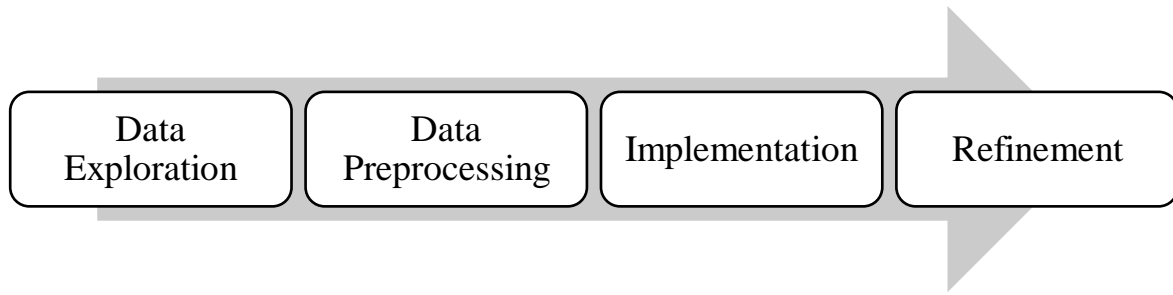 Data
Exploration
Data
Preprocessing
Implementation
Refinement